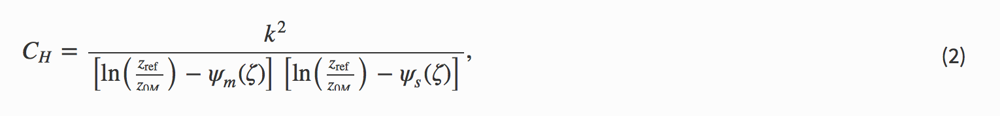 C_H = k^2 / ([ln(z_ref / z_0M) − ψ_m(ζ)] [ln(z_ref / z_0M) − ψ_s(ζ)]), (2)